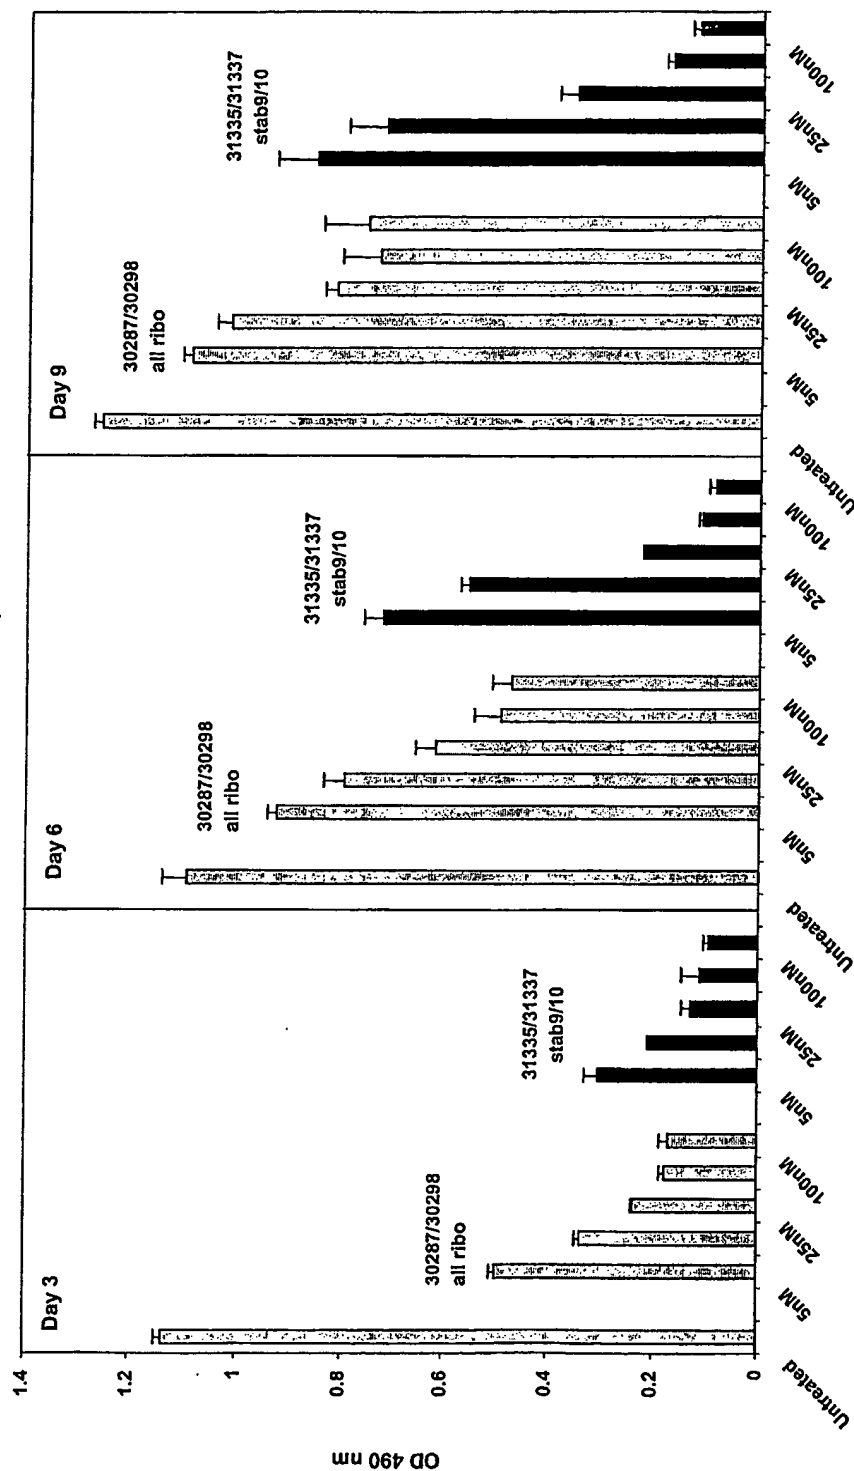 OD 490 nm
1.4
1.2
1
0.8
0.6
0.4
0.2
0
Day 3
30287/30298
all ribo
31335/31337
stab9/10
Day 6
30287/30298
all ribo
31335/31337
stab9/10
Day 9
30287/30298
all ribo
31335/31337
stab9/10
Untreated
5nM
25nM
100nM
5nM
25nM
100nM
Untreated
5nM
25nM
100nM
5nM
25nM
100nM
Untreated
5nM
25nM
100nM
5nM
25nM
100nM